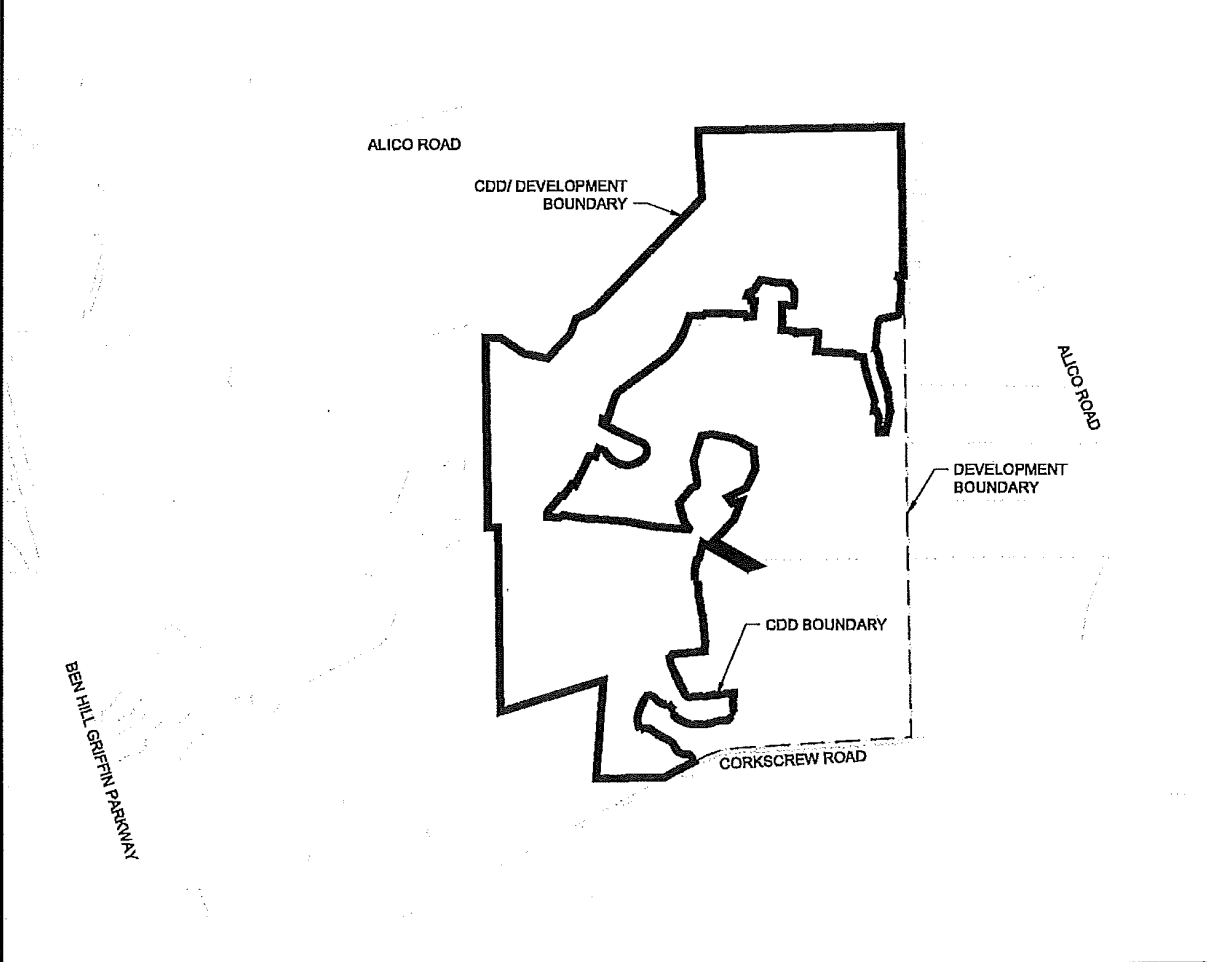 ALICO ROAD
CDD/ DEVELOPMENT
BOUNDARY
ALICO ROAD
DEVELOPMENT
BOUNDARY
CDD BOUNDARY
BEN HILL GRIFFIN PARKWAY
CORKSCREW ROAD